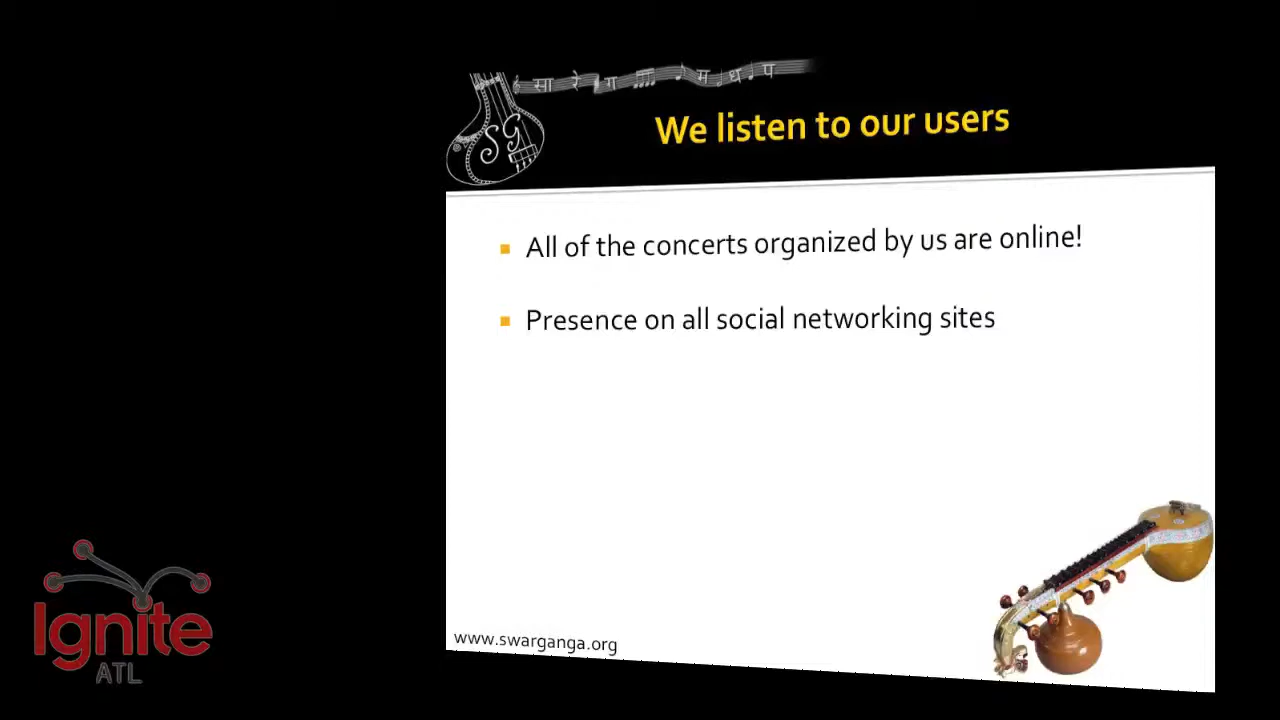 सा रे ग म ध प
SG
We listen to our users
All of the concerts organized by us are online!
Presence on all social networking sites
www.swarganga.org
Ignite
ATL